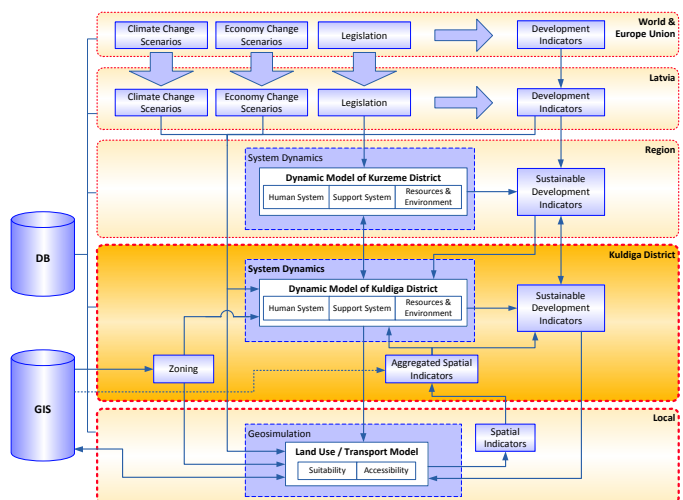 World &
Europe Union
Climate Change
Scenarios
Economy Change
Scenarios
Legislation
Development
Indicators
Latvia
Climate Change
Scenarios
Economy Change
Scenarios
Legislation
Development
Indicators
Region
System Dynamics
Dynamic Model of Kurzeme District
Human System
Support System
Resources &
Environment
Sustainable
Development
Indicators
DB
Kuldiga District
System Dynamics
Dynamic Model of Kuldiga District
Human System
Support System
Resources &
Environment
Sustainable
Development
Indicators
Zoning
Aggregated Spatial
Indicators
GIS
Local
Geosimulation
Land Use / Transport Model
Suitability
Accessibility
Spatial
Indicators